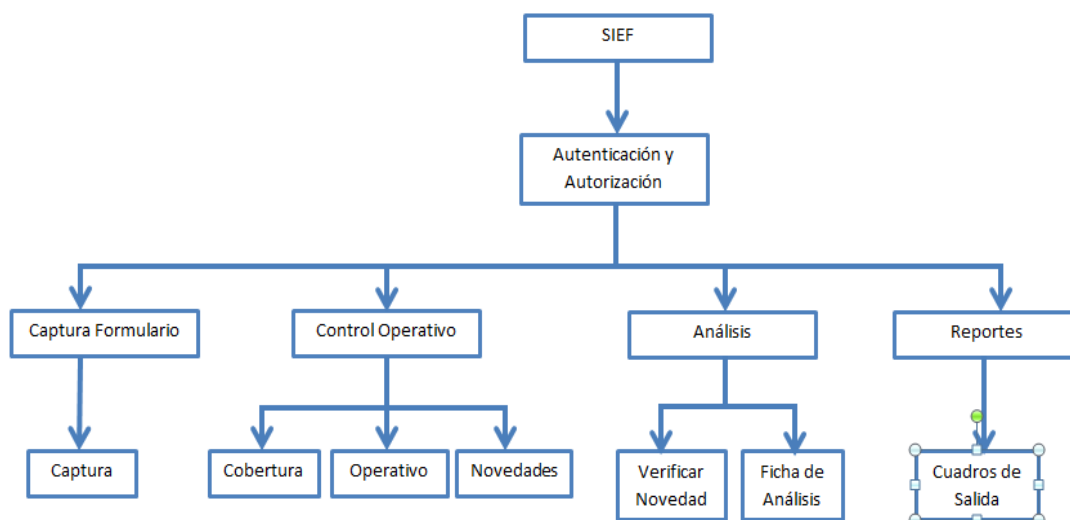 SIEF
Autenticación y
Autorización
Captura Formulario
Control Operativo
Análisis
Reportes
Captura
Cobertura
Operativo
Novedades
Verificar
Novedad
Ficha de
Análisis
Cuadros de
Salida